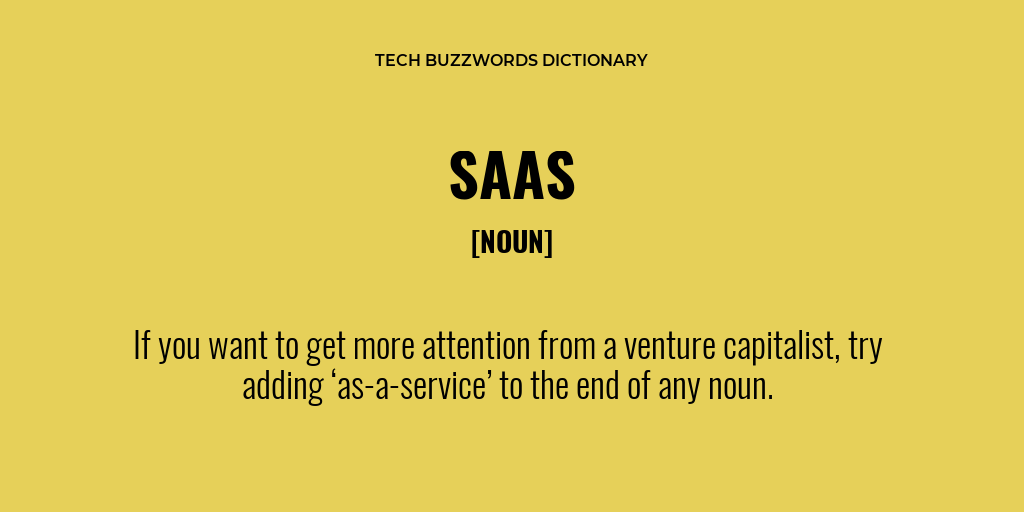 TECH BUZZWORDS DICTIONARY
SAAS
[NOUN]
If you want to get more attention from a venture capitalist, try
adding ‘as-a-service’ to the end of any noun.